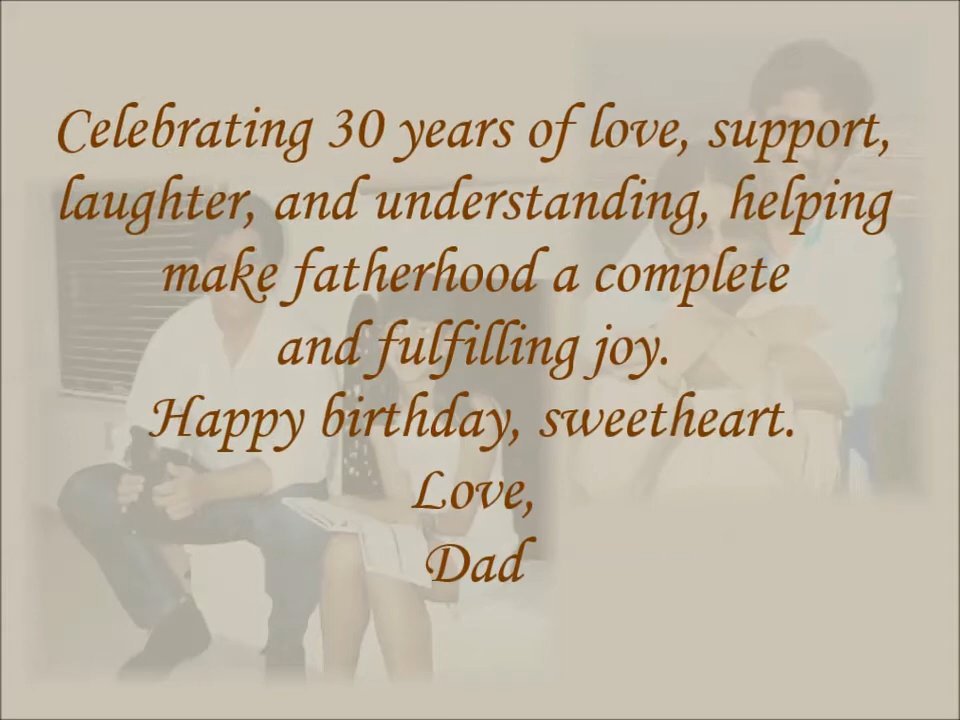 Celebrating 30 years of love, support,
laughter, and understanding, helping
make fatherhood a complete
and fulfilling joy.
Happy birthday, sweetheart.
Love,
Dad